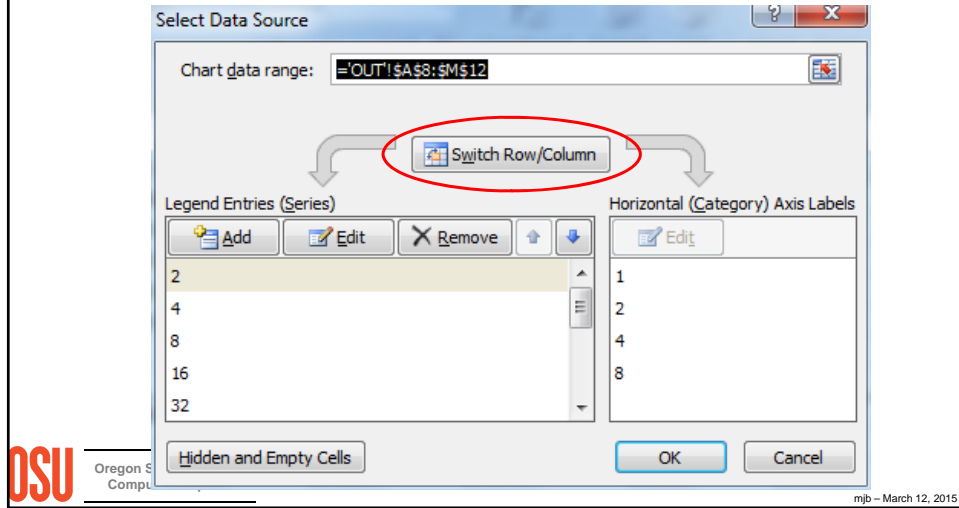 Select Data Source
Chart data range: ='OUT'!$A$8:$M$12
Switch Row/Column
Legend Entries (Series)
Horizontal (Category) Axis Labels
Add Edit Remove
Edit
2
4
8
16
32
1
2
4
8
Hidden and Empty Cells
OK Cancel
OSU
Oregon
mjb – March 12, 2015